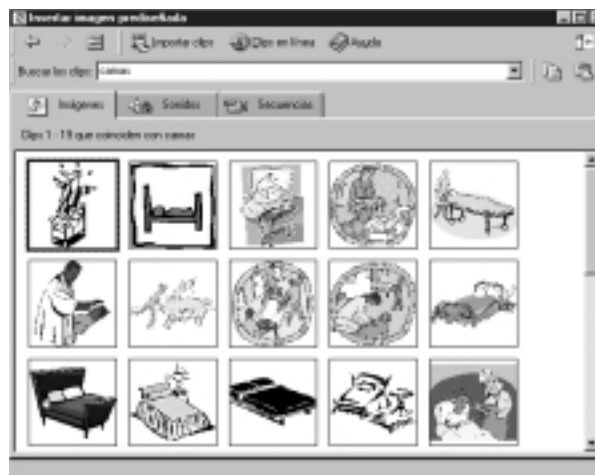 Insertar imagen prediseñada
Importar clips Clips en línea Ayuda
Buscar los clips: camas
Imágenes Sonidos Secuencias
Clips 1 - 19 que coinciden con camas